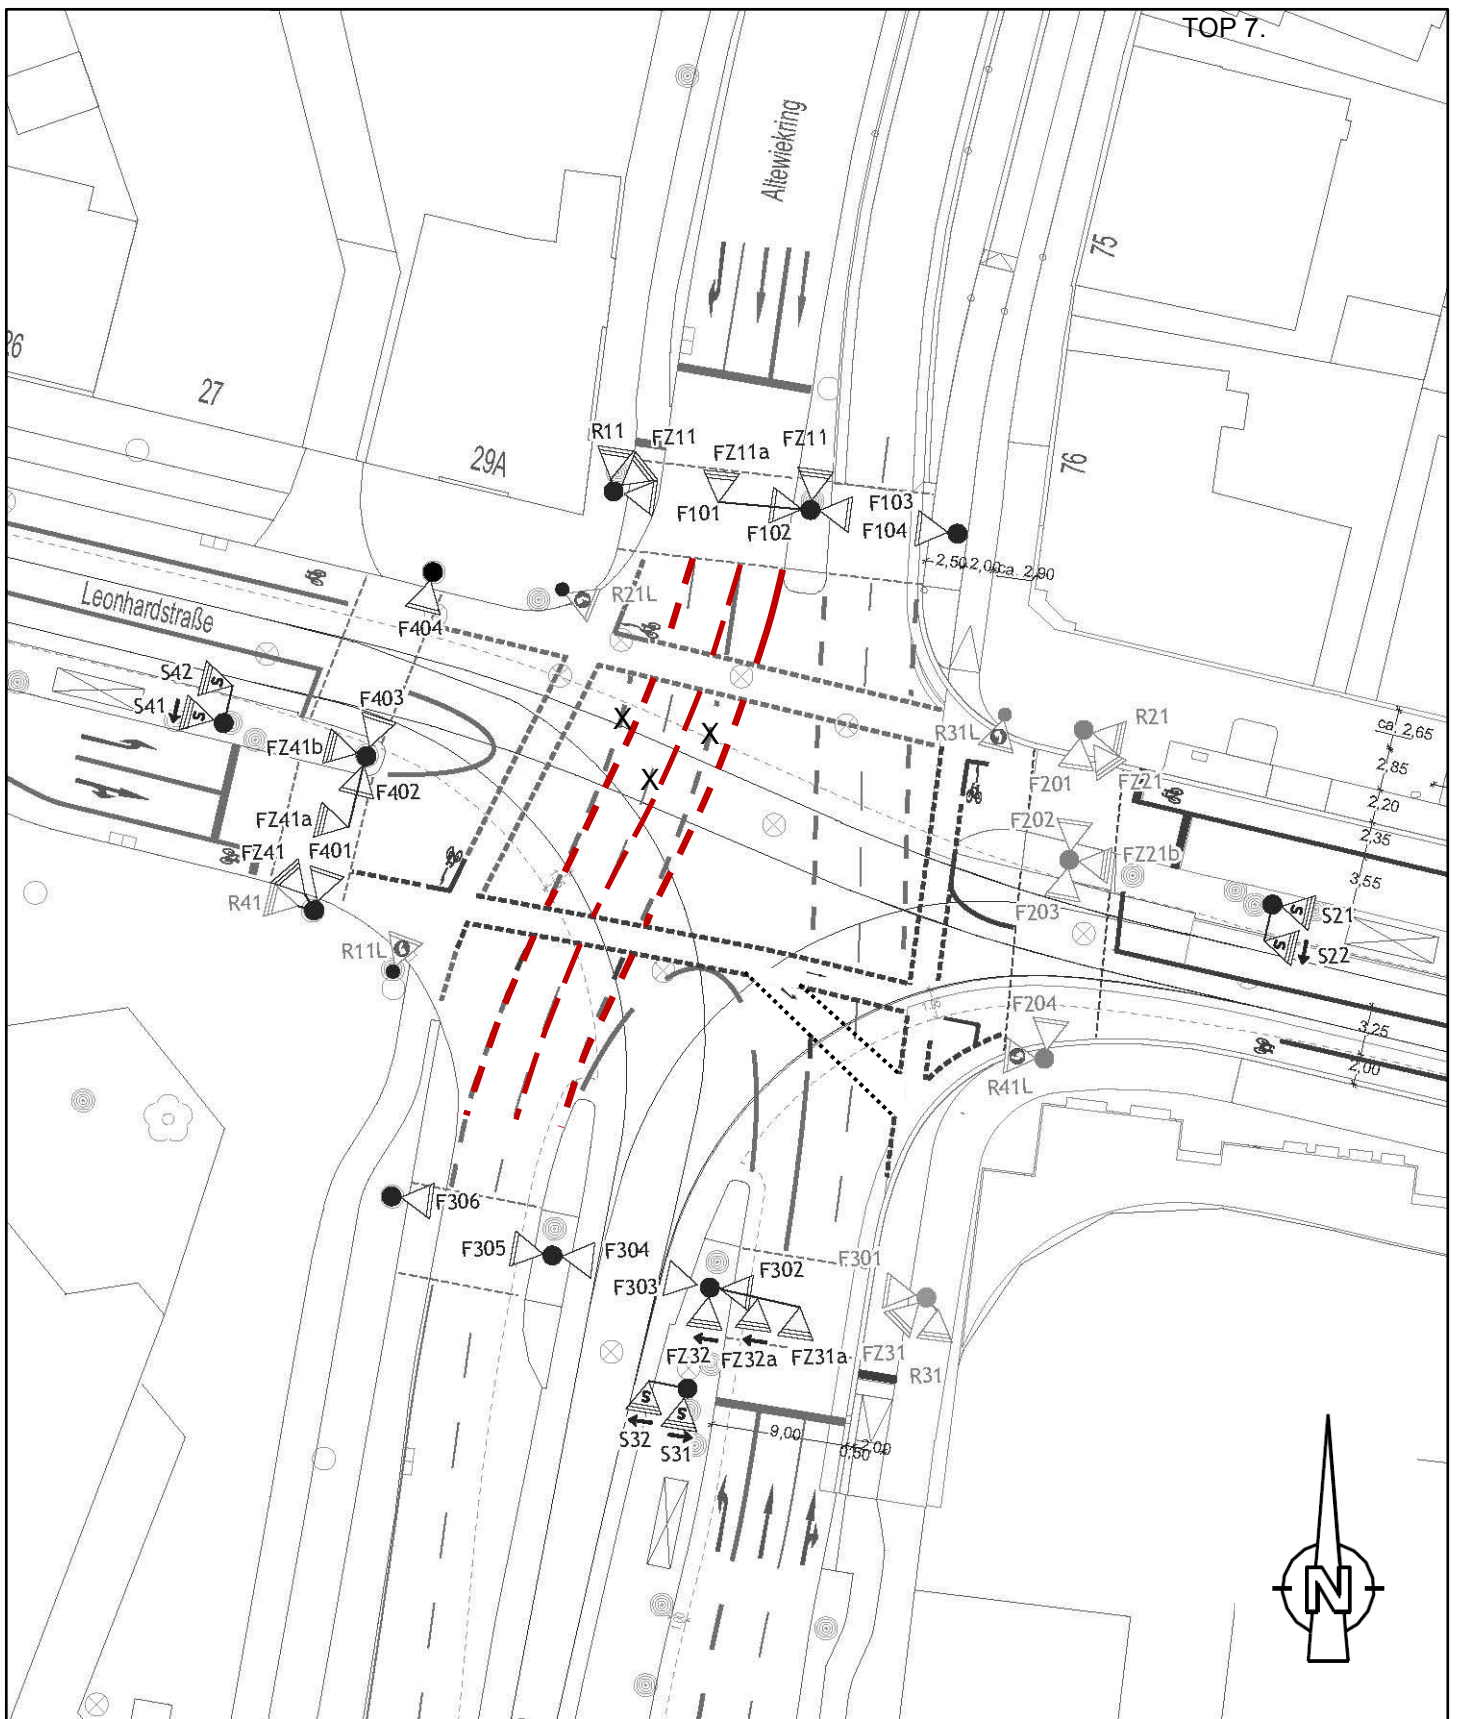 TOP 7.
Altewiekring
75
26
27
29A
76
R11
FZ11
FZ11a
FZ11
F101
F102
F103
F104
2,50
2,00
ca. 2,90
Leonhardstraße
F404
R21L
S42
S41
F403
FZ41b
F402
FZ41a
FZ41
F401
R41
R11L
X
X
X
R31L
R21
F201
FZ21
F202
FZ21b
F203
ca. 2,65
2,85
2,20
2,35
3,55
S21
S22
F204
R41L
3,25
2,00
F306
F305
F304
F303
F302
F301
FZ32
FZ32a
FZ31a
FZ31
R31
S
S
S
S
S
S
S32
S31
9,00
2,00
0,50
N